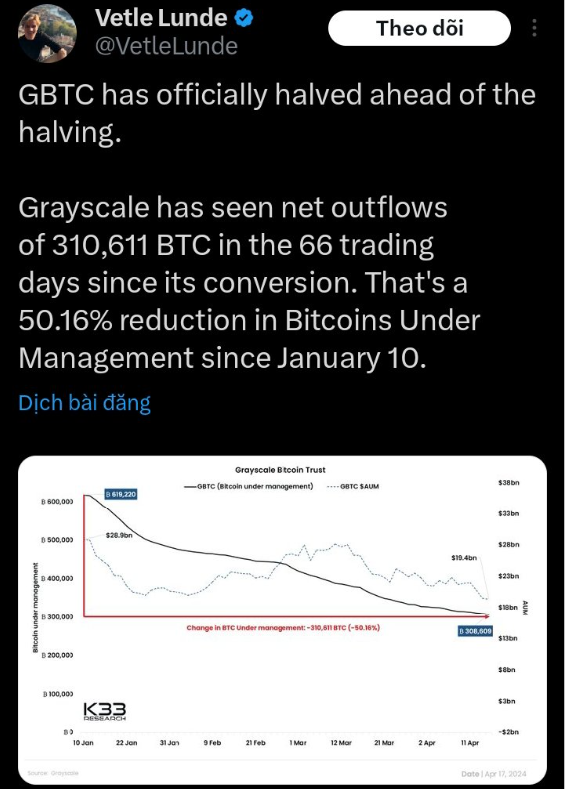 Vetle Lunde
@VetleLunde
Theo dõi
GBTC has officially halved ahead of the
halving.
Grayscale has seen net outflows
of 310,611 BTC in the 66 trading
days since its conversion. That's a
50.16% reduction in Bitcoins Under
Management since January 10.
Dịch bài đăng
Grayscale Bitcoin Trust
GBTC (Bitcoin under management)
GBTC $AUM
฿ 619,220
$28.9bn
$19.4bn
฿ 308,609
Change in BTC Under management: -310,611 BTC (-50.16%)
Bitcoin under management
฿ 600,000
฿ 500,000
฿ 400,000
฿ 300,000
฿ 200,000
฿ 100,000
฿ 0
$38bn
$33bn
$28bn
$23bn
$18bn
$13bn
$8bn
$3bn
-$2bn
AUM
K33
RESEARCH
10 Jan
22 Jan
31 Jan
9 Feb
21 Feb
1 Mar
12 Mar
21 Mar
2 Apr
11 Apr
Source: Grayscale
Date | Apr 17, 2024